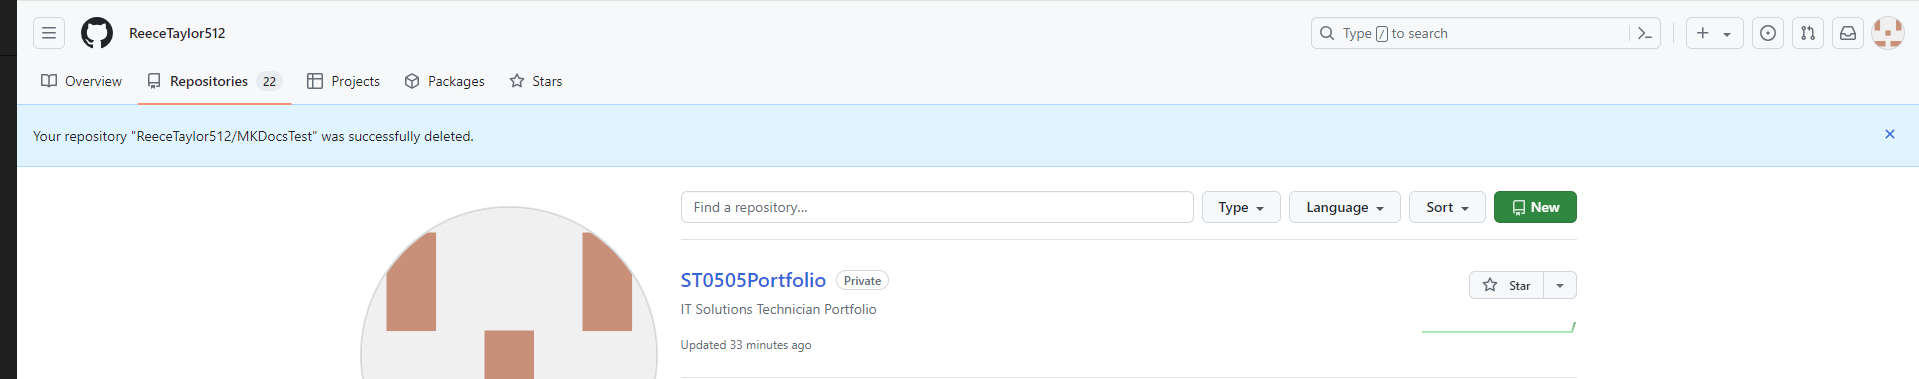 ReeceTaylor512
Type / to search
Overview
Repositories 22
Projects
Packages
Stars
Your repository "ReeceTaylor512/MKDocsTest" was successfully deleted.
Find a repository...
Type
Language
Sort
New
ST0505Portfolio Private
Star
IT Solutions Technician Portfolio
Updated 33 minutes ago